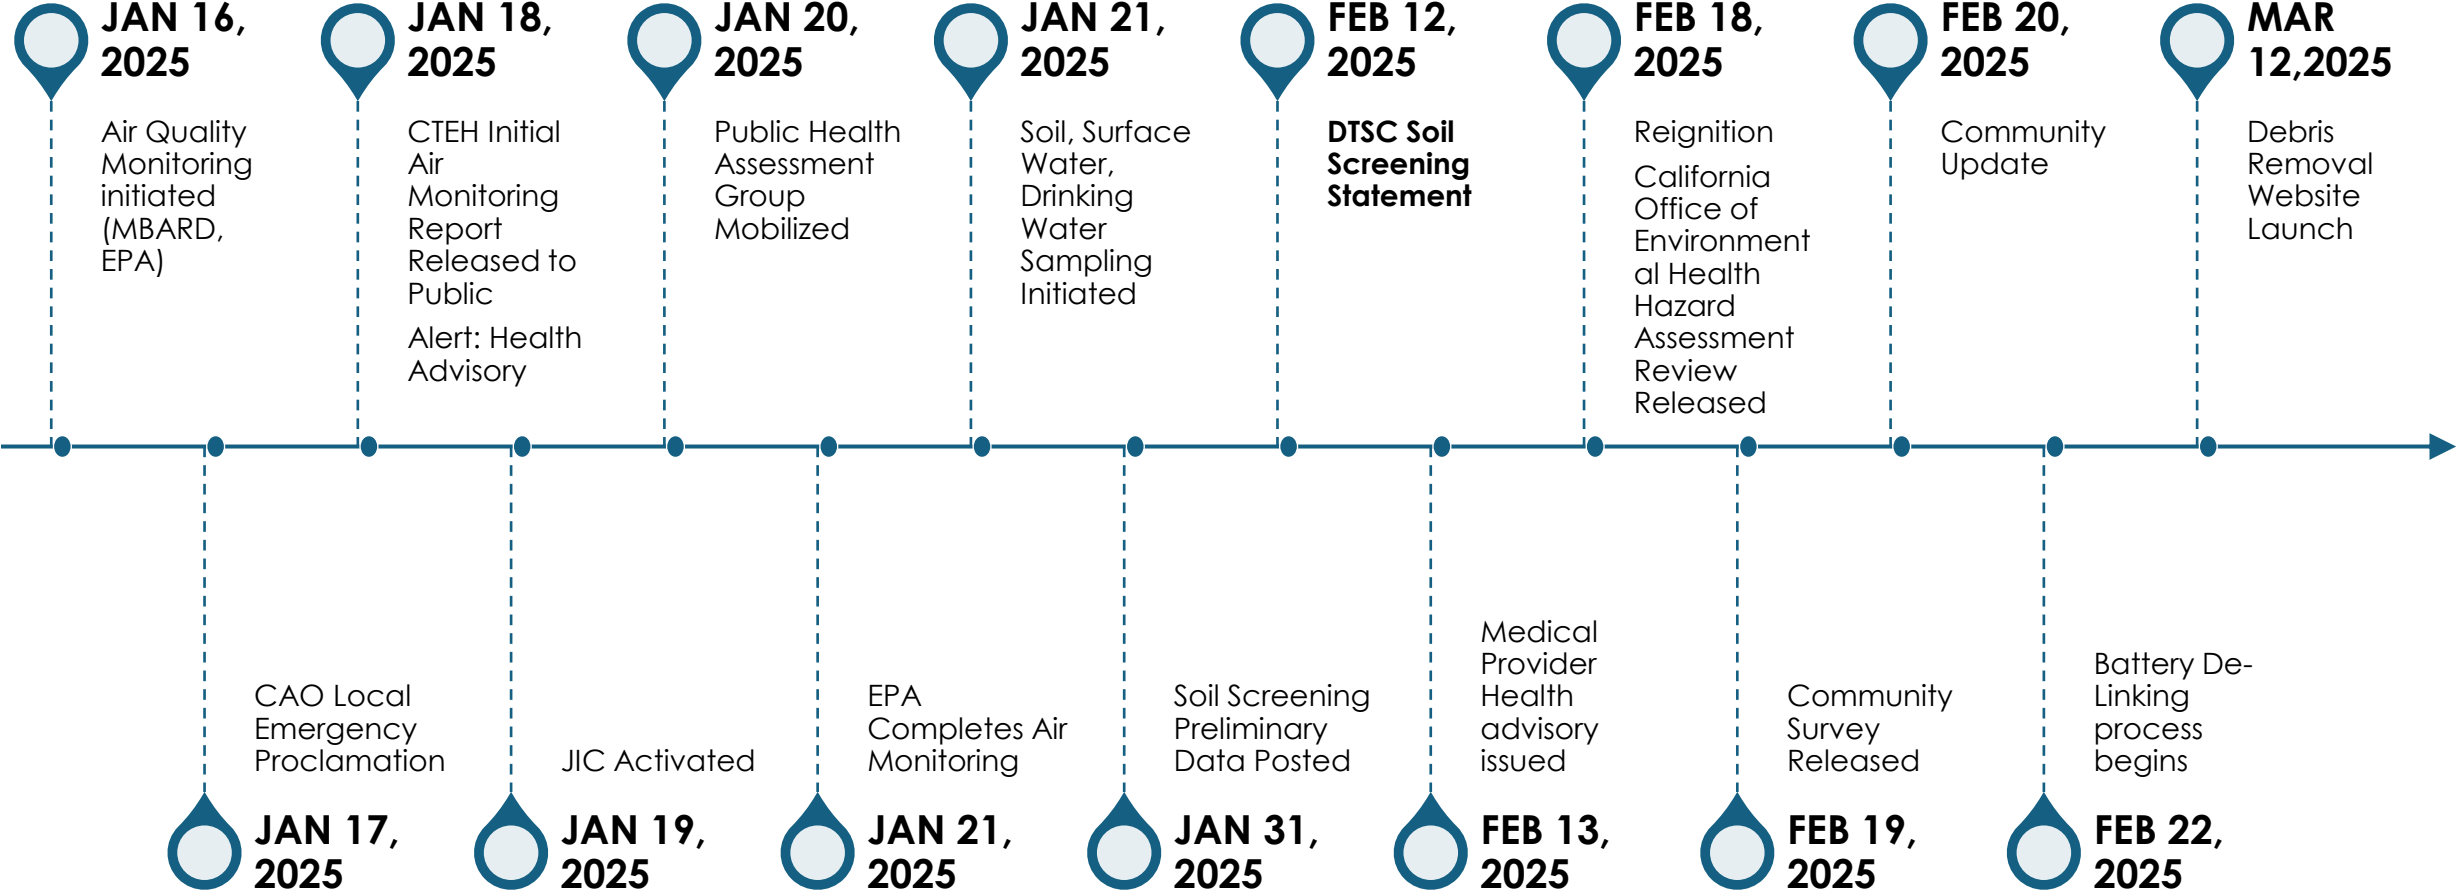 JAN 16,
2025
Air Quality
Monitoring
initiated
(MBARD,
EPA)
JAN 18,
2025
CTEH Initial
Air
Monitoring
Report
Released to
Public
Alert: Health
Advisory
JAN 20,
2025
Public Health
Assessment
Group
Mobilized
JAN 21,
2025
Soil, Surface
Water,
Drinking
Water
Sampling
Initiated
FEB 12,
2025
DTSC Soil
Screening
Statement
FEB 18,
2025
Reignition
California
Office of
Environment
al Health
Hazard
Assessment
Review
Released
FEB 20,
2025
Community
Update
MAR
12,2025
Debris
Removal
Website
Launch
CAO Local
Emergency
Proclamation
JAN 17,
2025
JIC Activated
JAN 19,
2025
EPA
Completes Air
Monitoring
JAN 21,
2025
Soil Screening
Preliminary
Data Posted
JAN 31,
2025
Medical
Provider
Health
advisory
issued
FEB 13,
2025
Community
Survey
Released
FEB 19,
2025
Battery De-
Linking
process
begins
FEB 22,
2025